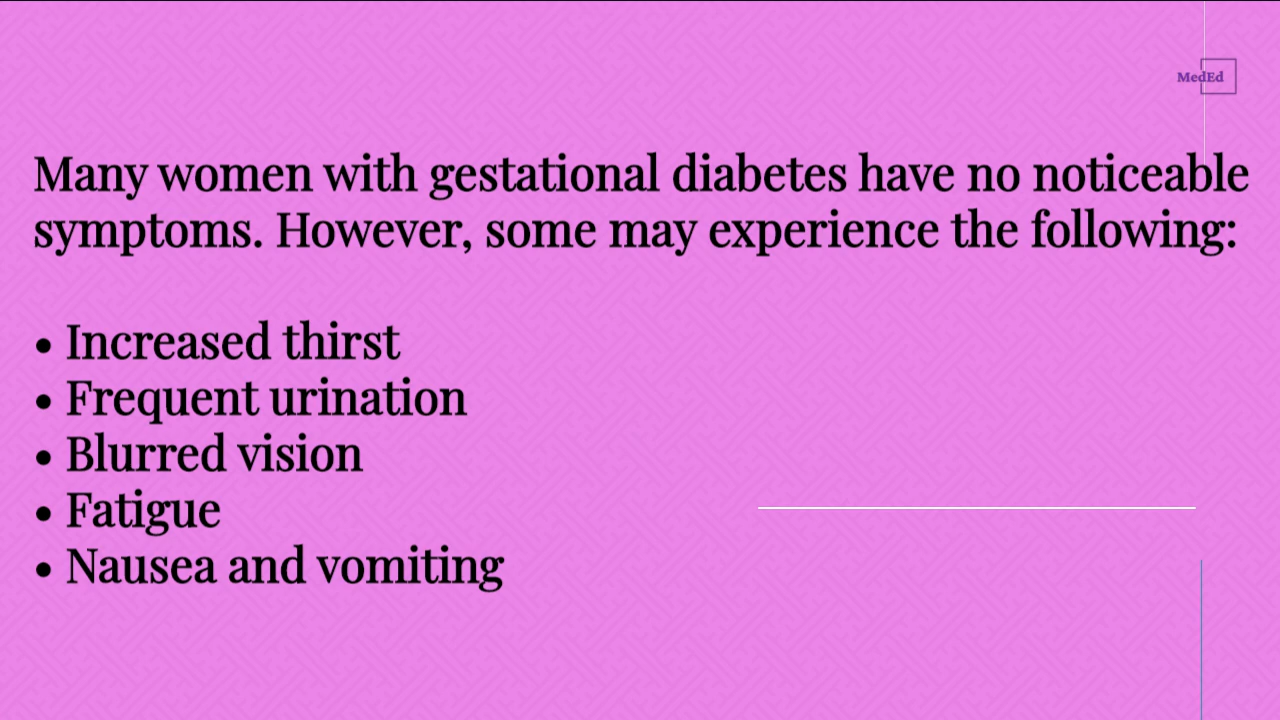 MedEd
Many women with gestational diabetes have no noticeable
symptoms. However, some may experience the following:
• Increased thirst
• Frequent urination
• Blurred vision
• Fatigue
• Nausea and vomiting